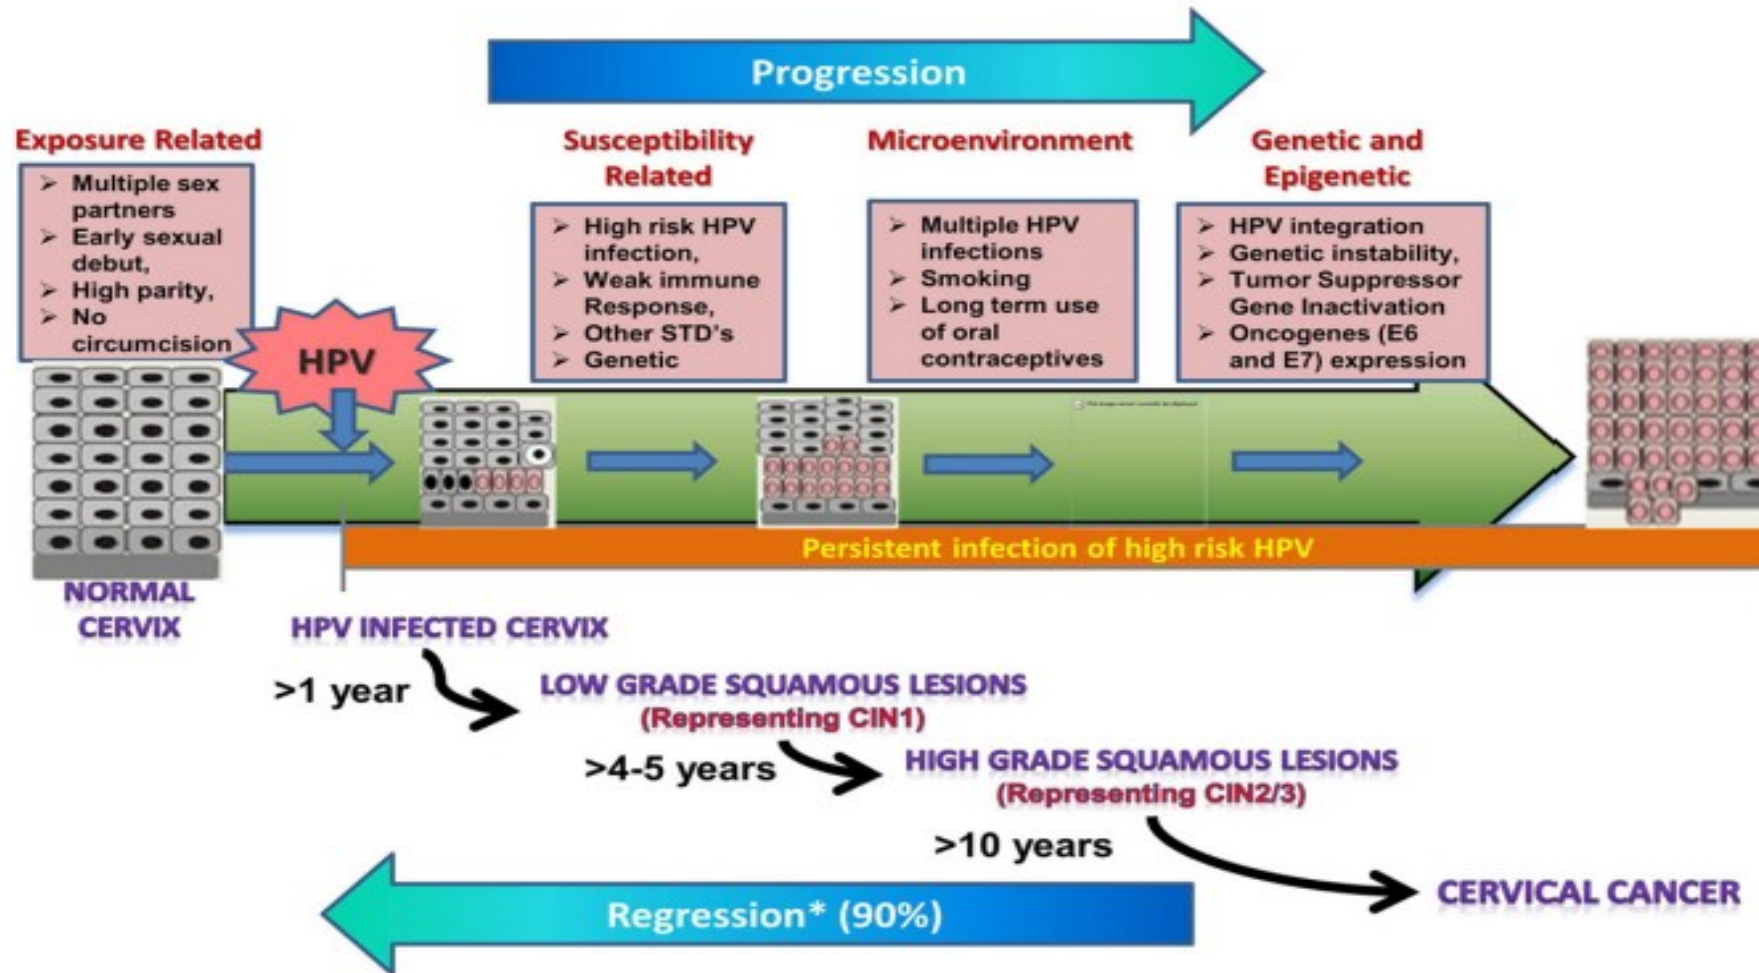 Progression
Exposure Related
➢ Multiple sex
partners
➢ Early sexual
debut,
➢ High parity,
➢ No
circumcision
Susceptibility
Related
➢ High risk HPV
infection,
➢ Weak immune
Response,
➢ Other STD's
➢ Genetic
Microenvironment
➢ Multiple HPV
infections
➢ Smoking
➢ Long term use
of oral
contraceptives
Genetic and
Epigenetic
➢ HPV integration
➢ Genetic instability,
➢ Tumor Suppressor
Gene Inactivation
➢ Oncogenes (E6
and E7) expression
HPV
Persistent infection of high risk HPV
NORMAL
CERVIX
HPV INFECTED CERVIX
>1 year
LOW GRADE SQUAMOUS LESIONS
(Representing CIN1)
>4-5 years
HIGH GRADE SQUAMOUS LESIONS
(Representing CIN2/3)
>10 years
CERVICAL CANCER
Regression* (90%)